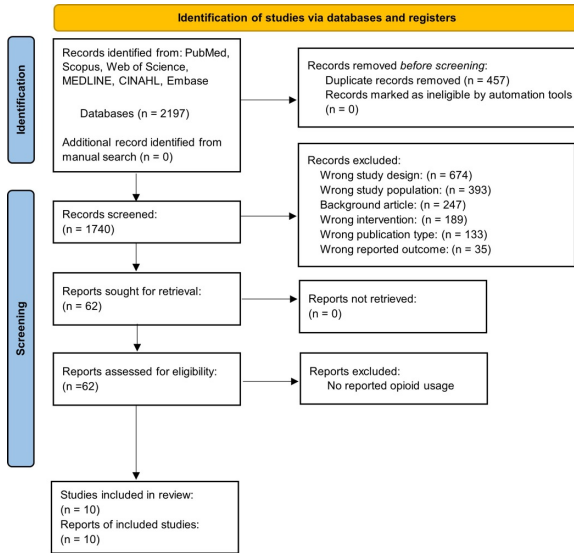 Identification of studies via databases and registers
Identification
Records identified from: PubMed,
Scopus, Web of Science,
MEDLINE, CINAHL, Embase
Databases (n = 2197)
Additional record identified from
manual search (n = 0)
Records removed before screening:
Duplicate records removed (n = 457)
Records marked as ineligible by automation tools
(n = 0)
Screening
Records screened:
(n = 1740)
Records excluded:
Wrong study design: (n = 674)
Wrong study population: (n = 393)
Background article: (n = 247)
Wrong intervention: (n = 189)
Wrong publication type: (n = 133)
Wrong reported outcome: (n = 35)
Reports sought for retrieval:
(n = 62)
Reports not retrieved:
(n = 0)
Reports assessed for eligibility:
(n =62)
Reports excluded:
No reported opioid usage
Studies included in review:
(n = 10)
Reports of included studies:
(n = 10)